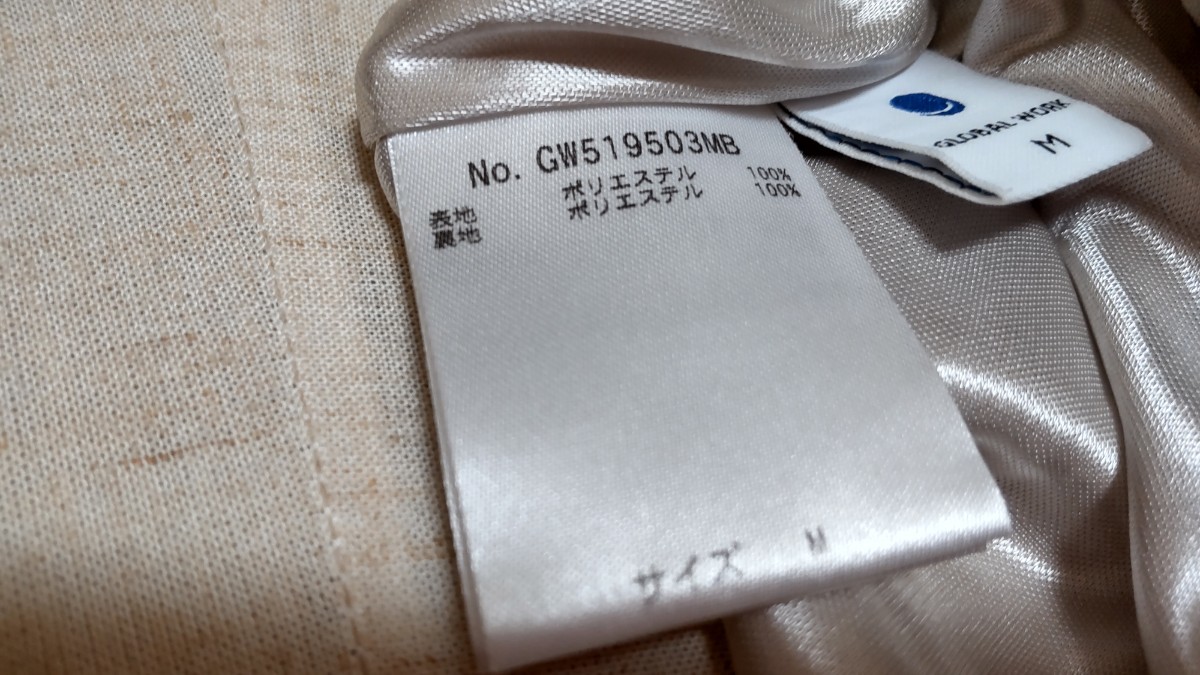 No. GW519503MB
表地 ポリエステル 100%
裏地 ポリエステル 100%
サイズ M
GLOBAL WORK
M